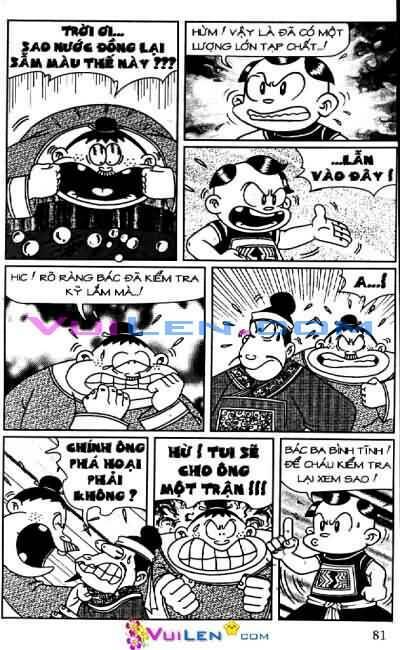 TRỜI ƠI...
SAO NƯỚC ĐỒNG LẠI
SẪM MÀU THẾ NÀY ???
HỪM ! VẬY LÀ ĐÃ CÓ MỘT
LƯỢNG LỚN TẠP CHẤT..!
...LẪN
VÀO ĐÂY !
HIC ! RÕ RÀNG BÁC ĐÃ KIỂM TRA
KỸ LẮM MÀ...!
A...!
VUILEN.COM
CHÍNH ÔNG
PHÁ HOẠI
PHẢI
KHÔNG ?
HỪ ! TUI SẼ
CHO ÔNG
MỘT TRẬN !!!
BÁC BA BÌNH TĨNH !
ĐỂ CHÁU KIỂM TRA
LẠI XEM SAO !
81
VUILEN.COM